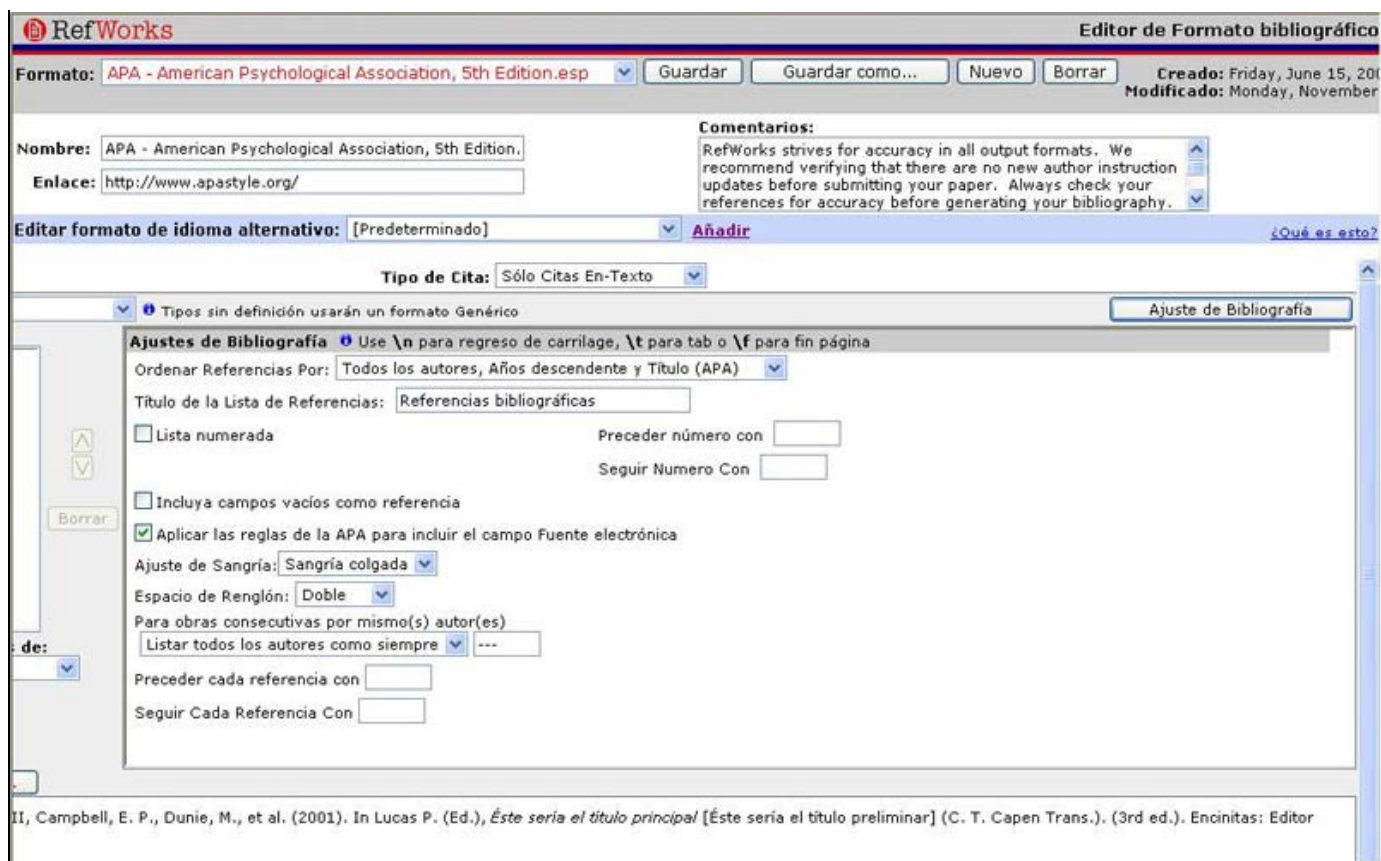 RefWorks
Editor de Formato bibliográfico
Formato: APA - American Psychological Association, 5th Edition.esp Guardar Guardar como... Nuevo Borrar Creado: Friday, June 15, 200
Modificado: Monday, November
Comentarios:
Nombre: APA - American Psychological Association, 5th Edition.
RefWorks strives for accuracy in all output formats. We
recommend verifying that there are no new author instruction
updates before submitting your paper. Always check your
references for accuracy before generating your bibliography.
Enlace: http://www.apastyle.org/
Editar formato de idioma alternativo: [Predeterminado] Añadir ¿Qué es esto?
Tipo de Cita: Sólo Citas En-Texto
Tipos sin definición usarán un formato Genérico Ajuste de Bibliografía
Ajustes de Bibliografía Use \n para regreso de carrilage, \t para tab o \f para fin página
Ordenar Referencias Por: Todos los autores, Años descendente y Título (APA)
Título de la Lista de Referencias: Referencias bibliográficas
Lista numerada Preceder número con
Seguir Numero Con
Incluya campos vacíos como referencia
Borrar
Aplicar las reglas de la APA para incluir el campo Fuente electrónica
Ajuste de Sangría: Sangría colgada
Espacio de Renglón: Doble
Para obras consecutivas por mismo(s) autor(es)
s de: Listar todos los autores como siempre ---
Preceder cada referencia con
Seguir Cada Referencia Con
II, Campbell, E. P., Dunie, M., et al. (2001). In Lucas P. (Ed.), Éste sería el título principal [Éste sería el título preliminar] (C. T. Capen Trans.). (3rd ed.). Encinitas: Editor